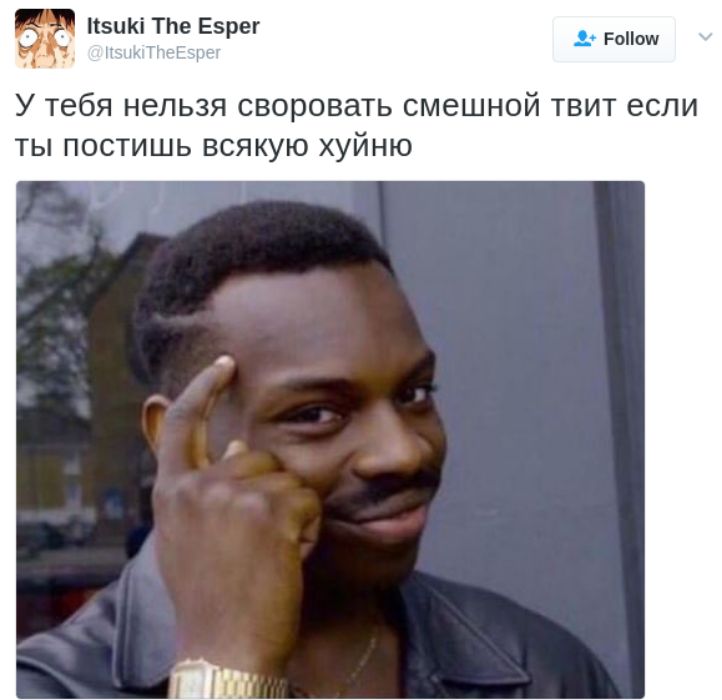 Itsuki The Esper
@ItsukiTheEsper
Follow
У тебя нельзя своровать смешной твит если
ты постишь всякую хуйню